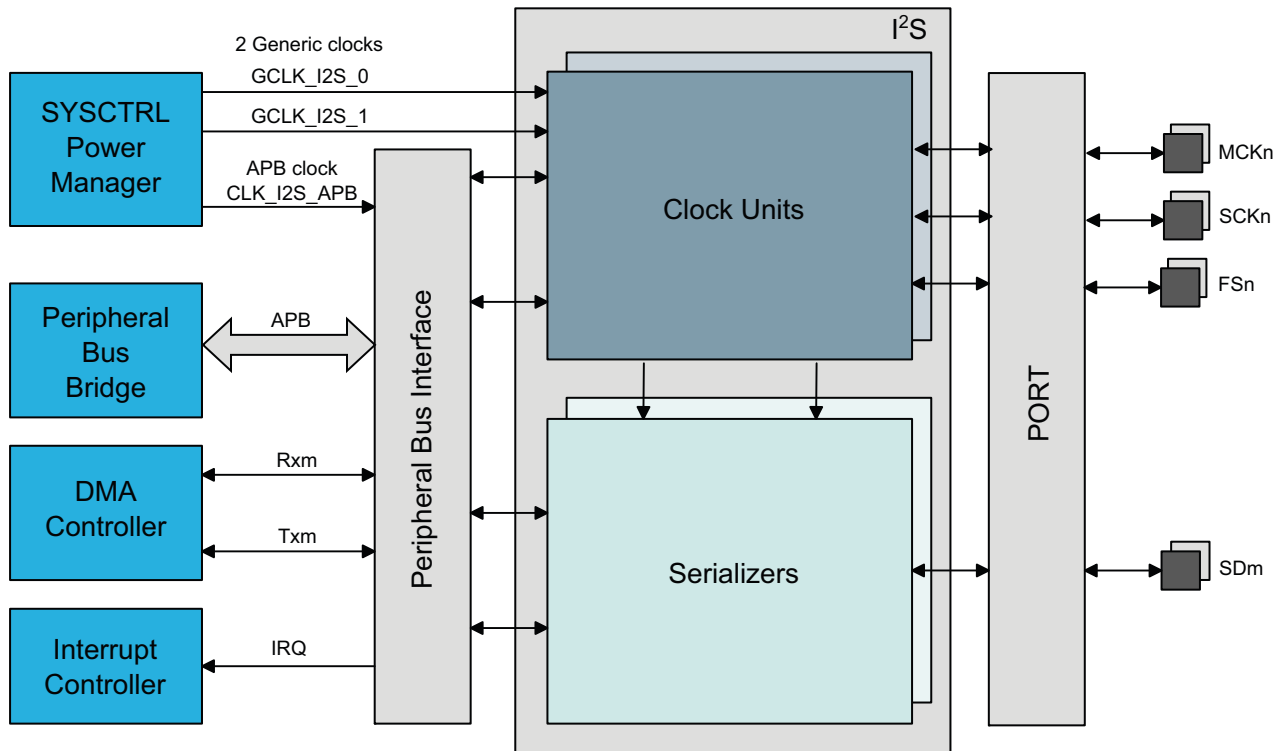 I²S
2 Generic clocks
GCLK_I2S_0
GCLK_I2S_1
SYSCTRL
Power
Manager
APB clock
CLK_I2S_APB
Clock Units
MCKn
SCKn
FSn
Peripheral
Bus
Bridge
APB
Peripheral Bus Interface
PORT
DMA
Controller
Rxm
Txm
Serializers
SDm
Interrupt
Controller
IRQ